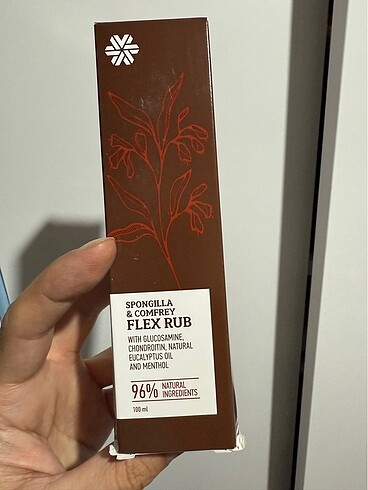 SPONGILLA
& COMFREY
FLEX RUB
WITH GLUCOSAMINE,
CHONDROITIN, NATURAL
EUCALYPTUS OIL
AND MENTHOL
96% NATURAL
INGREDIENTS
100 ml